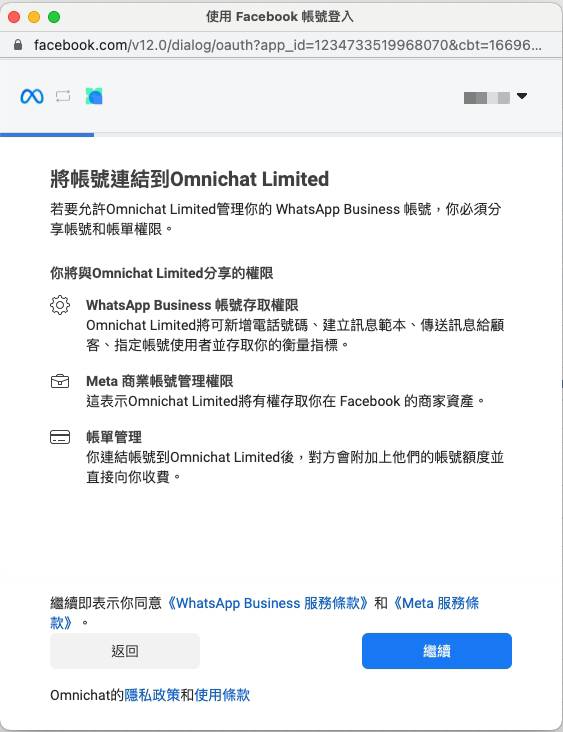 使用 Facebook 帳號登入
facebook.com/v12.0/dialog/oauth?app_id=1234733519968070&cbt=16696...
將帳號連結到Omnichat Limited
若要允許Omnichat Limited管理你的 WhatsApp Business 帳號，你必須分
享帳號和帳單權限。
你將與Omnichat Limited分享的權限
WhatsApp Business 帳號存取權限
Omnichat Limited將可新增電話號碼、建立訊息範本、傳送訊息給顧
客、指定帳號使用者並存取你的衡量指標。
Meta 商業帳號管理權限
這表示Omnichat Limited將有權存取你在 Facebook 的商家資產。
帳單管理
你連結帳號到Omnichat Limited後，對方會附加上他們的帳號額度並
直接向你收費。
繼續即表示你同意《WhatsApp Business 服務條款》和《Meta 服務條
款》。
返回
繼續
Omnichat的隱私政策和使用條款